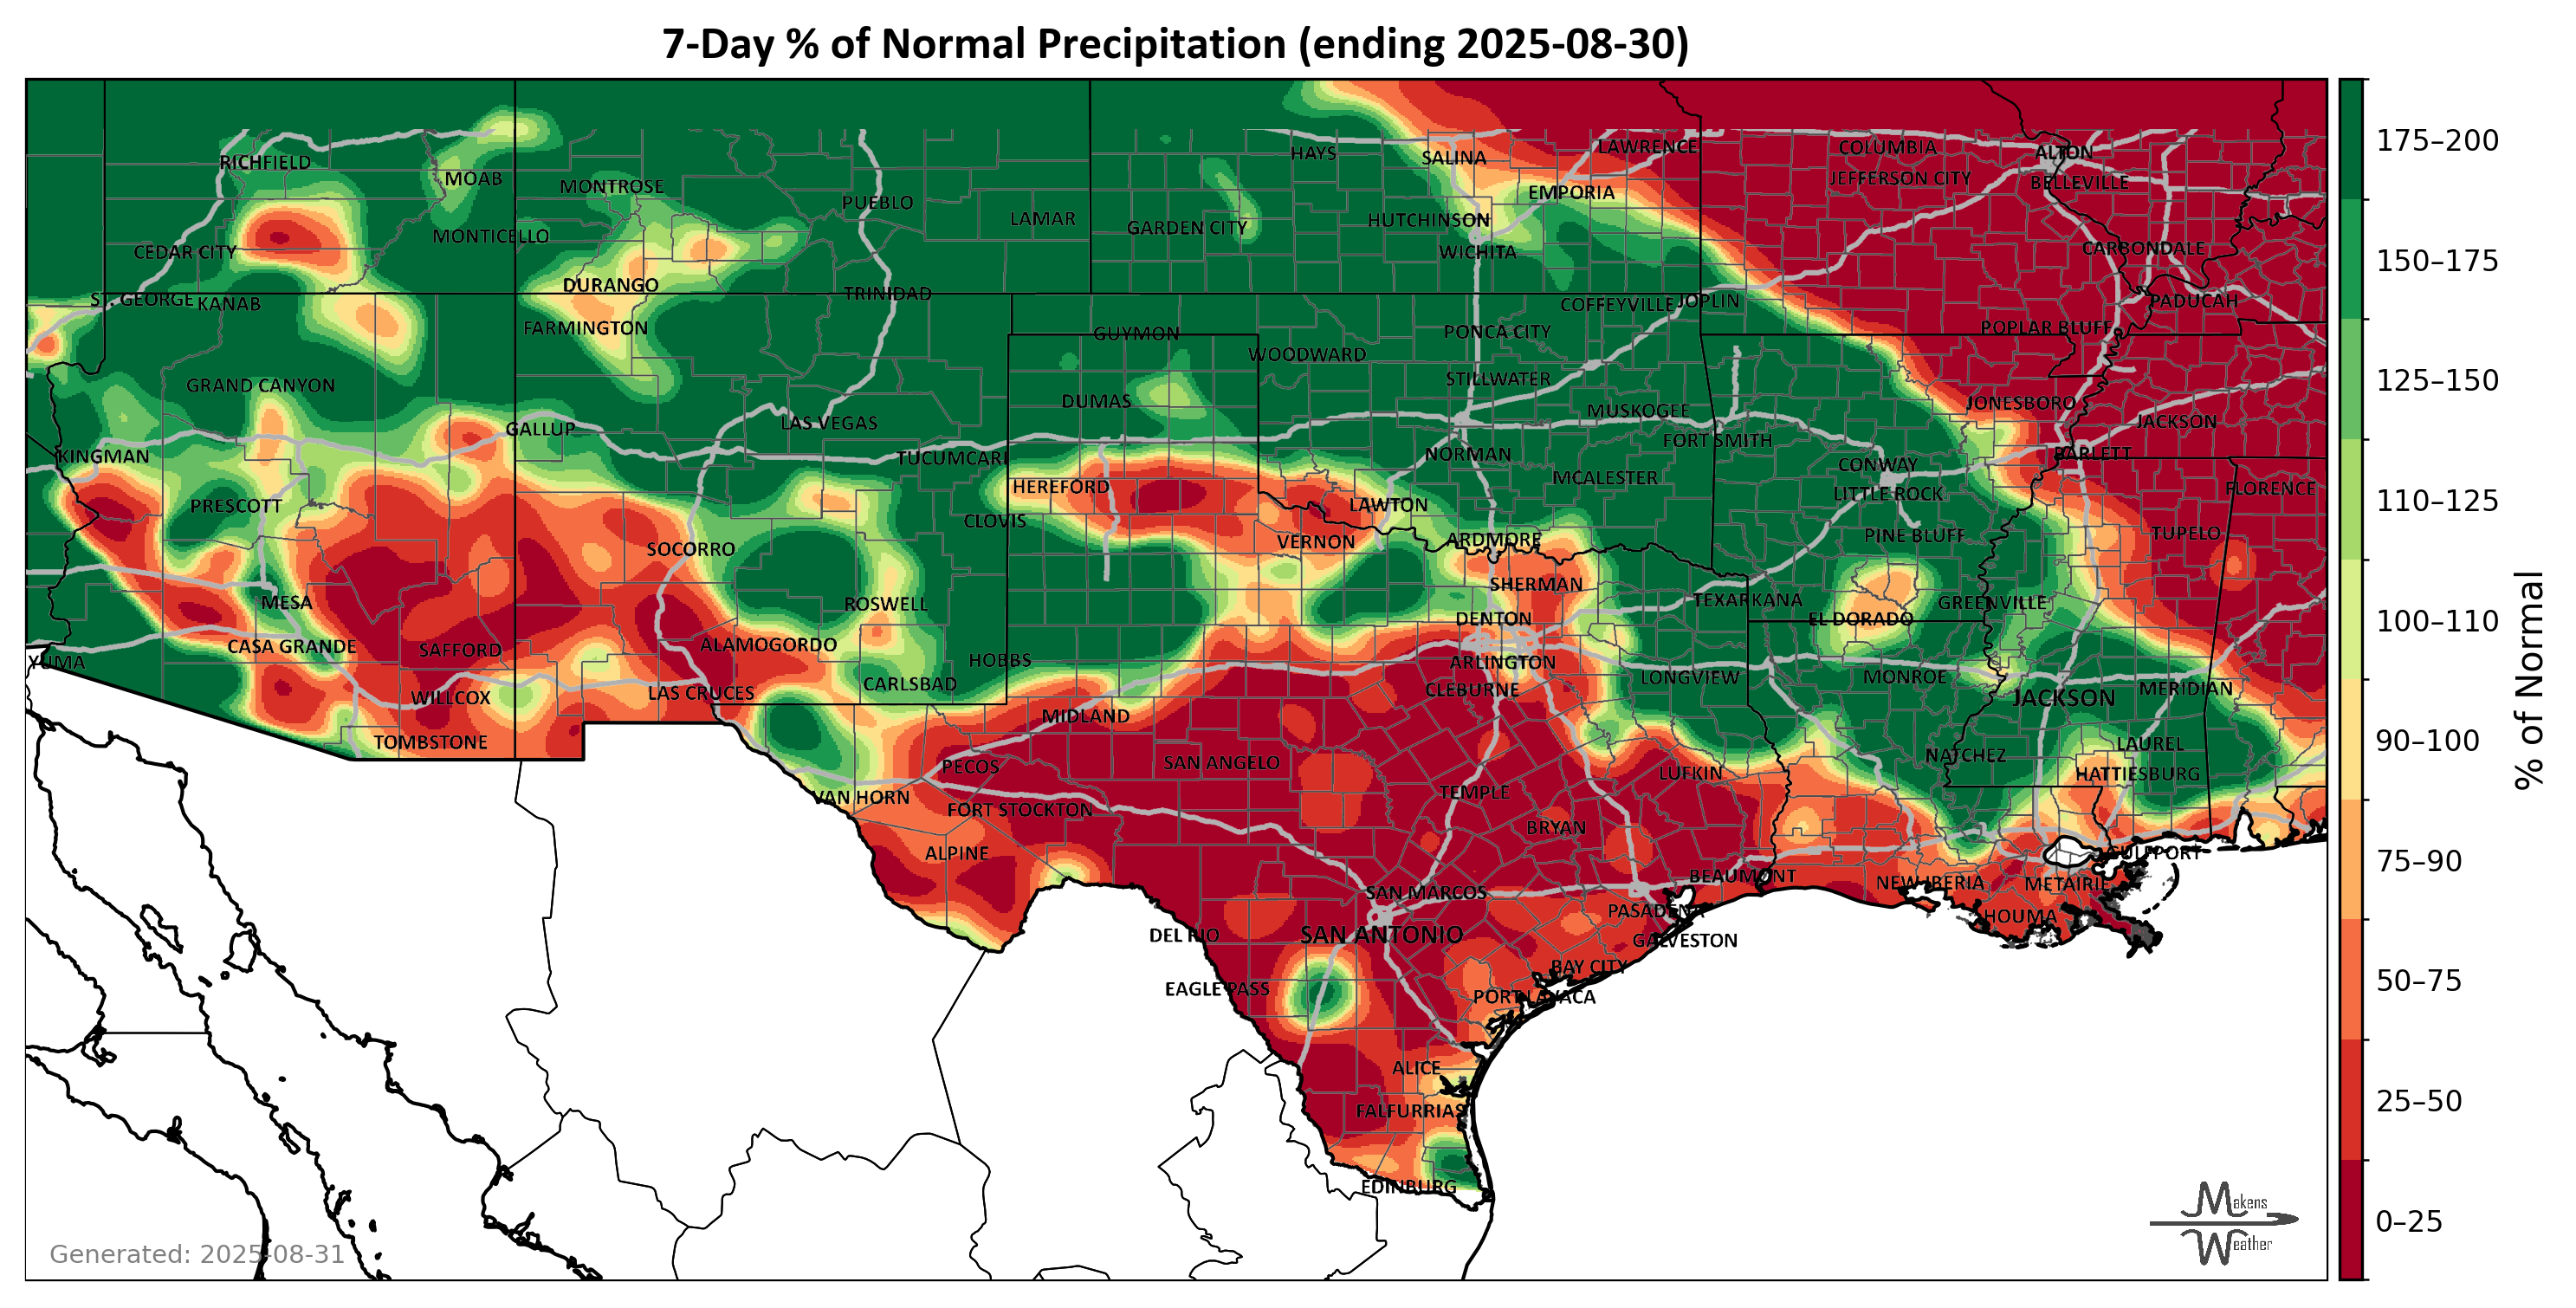 7-Day % of Normal Precipitation (ending 2025-08-30)
RICHFIELD
MOAB
MONTROSE
PUEBLO
LAMAR
GARDEN CITY
HAYS
SALINA
LAWRENCE
COLUMBIA
ALTON
JEFFERSON CITY
BELLEVILLE
EMPORIA
HUTCHINSON
WICHITA
CEDAR CITY
MONTICELLO
CARBONDALE
DURANGO
ST. GEORGE
KANAB
TRINIDAD
COFFEYVILLE
JOPLIN
PADUCAH
FARMINGTON
GUYMON
PONCA CITY
POPLAR BLUFF
WOODWARD
GRAND CANYON
STILLWATER
DUMAS
MUSKOGEE
JONESBORO
JACKSON
GALLUP
LAS VEGAS
FORT SMITH
KINGMAN
TUCUMCARI
NORMAN
BARLETT
CONWAY
HEREFORD
MCALESTER
LITTLE ROCK
FLORENCE
PRESCOTT
LAWTON
CLOVIS
PINE BLUFF
TUPELO
SOCORRO
VERNON
ARDMORE
SHERMAN
MESA
ROSWELL
TEXARKANA
GREENVILLE
DENTON
EL DORADO
CASA GRANDE
SAFFORD
ALAMOGORDO
YUMA
HOBBS
ARLINGTON
LONGVIEW
MONROE
WILLCOX
LAS CRUCES
CARLSBAD
CLEBURNE
JACKSON
MERIDIAN
MIDLAND
TOMBSTONE
PECOS
SAN ANGELO
LUFKIN
NATCHEZ
LAUREL
HATTIESBURG
VAN HORN
FORT STOCKTON
TEMPLE
BRYAN
ALPINE
GULFPORT
SAN MARCOS
BEAUMONT
NEW IBERIA
METAIRIE
PASADENA
HOUMA
DEL RIO
SAN ANTONIO
GALVESTON
BAY CITY
EAGLE PASS
PORT LAVACA
ALICE
FALFURRIAS
EDINBURG
175–200
150–175
125–150
110–125
100–110
90–100
75–90
50–75
25–50
0–25
% of Normal
Makens
Weather
Generated: 2025-08-31